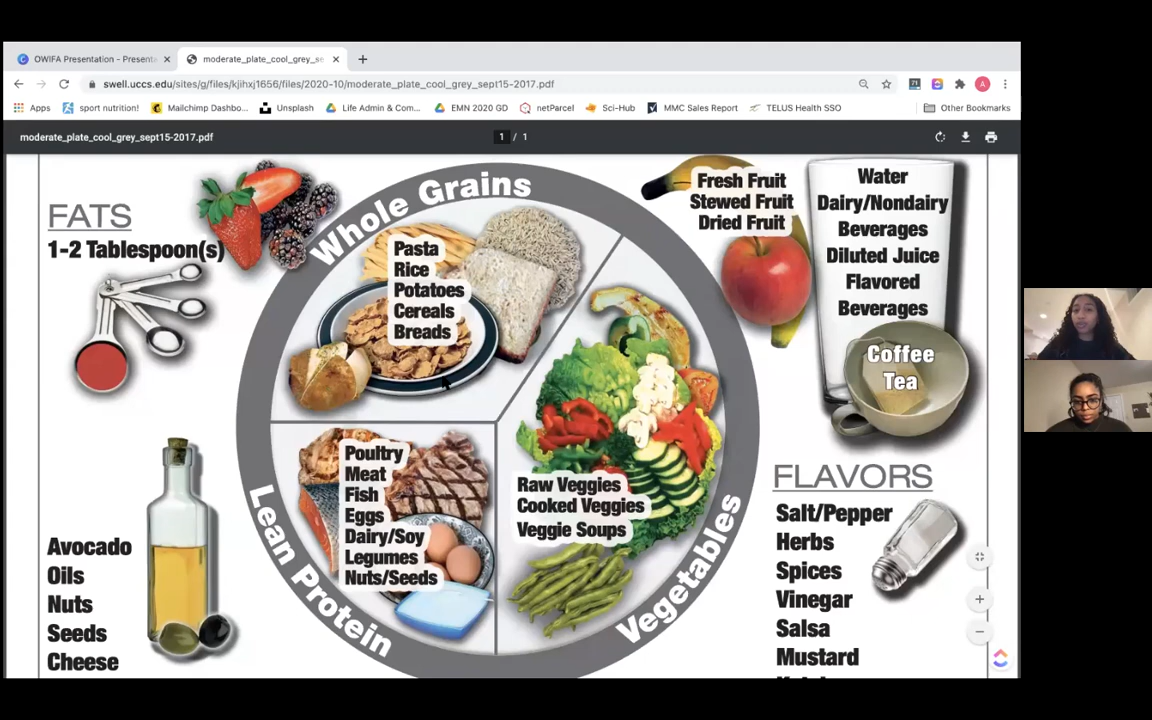 OWIFA Presentation - Present
moderate_plate_cool_grey_se
swell.uccs.edu/sites/g/files/kjihxj1656/files/2020-10/moderate_plate_cool_grey_sept15-2017.pdf
Apps
sport nutrition!
Mailchimp Dashbo...
Unsplash
Life Admin & Com...
EMN 2020 GD
netParcel
Sci-Hub
MMC Sales Report
TELUS Health SSO
Other Bookmarks
moderate_plate_cool_grey_sept15-2017.pdf
1 / 1
FATS
1-2 Tablespoon(s)
Avocado
Oils
Nuts
Seeds
Cheese
Whole Grains
Pasta
Rice
Potatoes
Cereals
Breads
Lean Protein
Poultry
Meat
Fish
Eggs
Dairy/Soy
Legumes
Nuts/Seeds
Vegetables
Raw Veggies
Cooked Veggies
Veggie Soups
Fresh Fruit
Stewed Fruit
Dried Fruit
Water
Dairy/Nondairy
Beverages
Diluted Juice
Flavored
Beverages
Coffee
Tea
FLAVORS
Salt/Pepper
Herbs
Spices
Vinegar
Salsa
Mustard